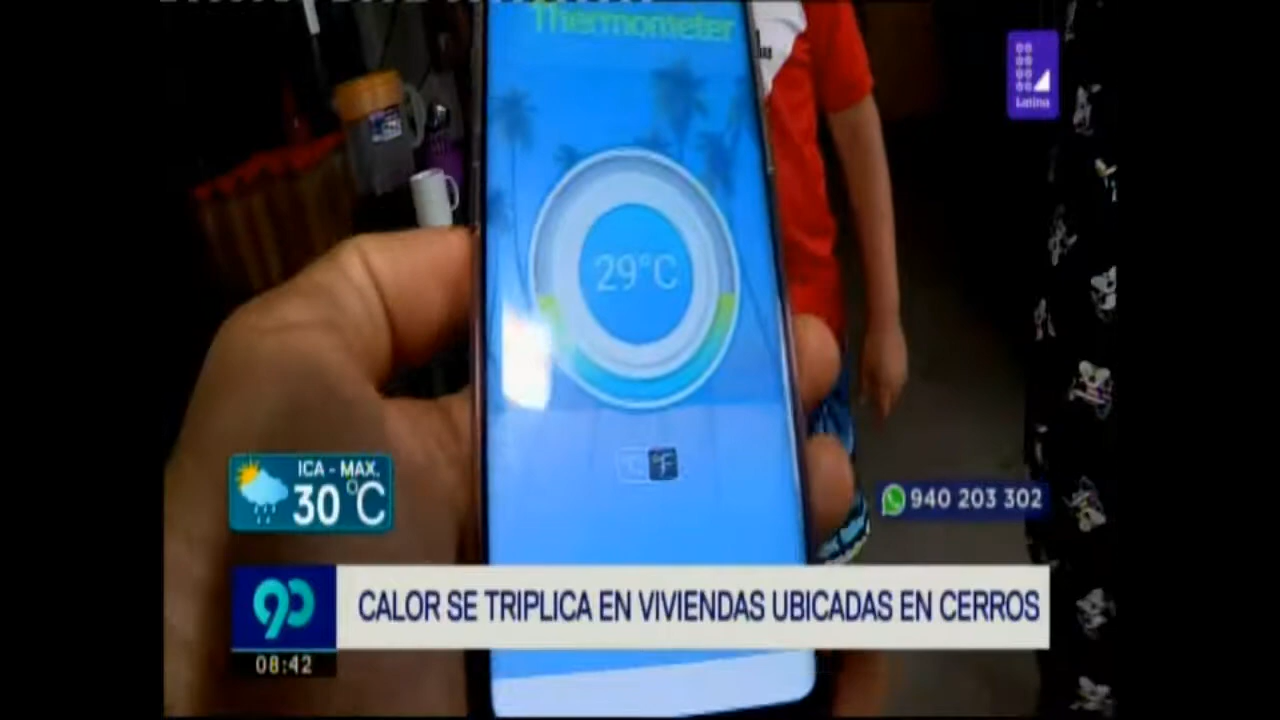 Thermometer
Latina
29°C
°F
ICA - MAX.
30°C
940 203 302
90
CALOR SE TRIPLICA EN VIVIENDAS UBICADAS EN CERROS
08:42